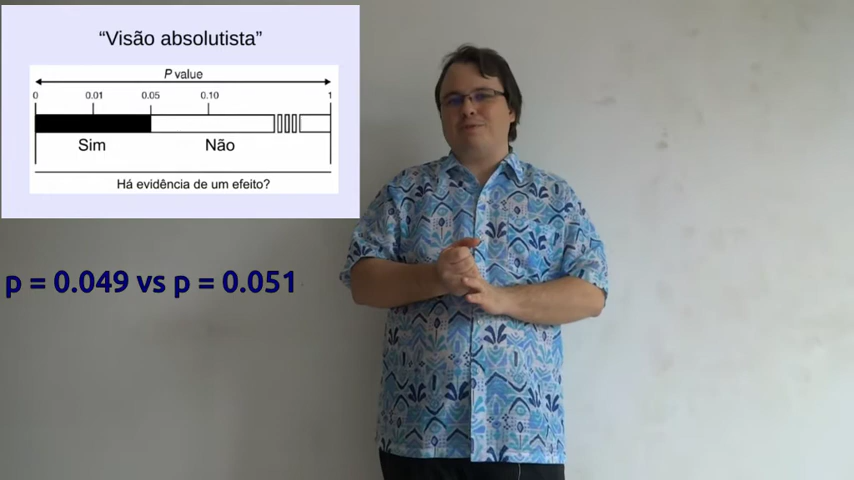 “Visão absolutista”
P value
0 0.01 0.05 0.10 1
Sim Não
Há evidência de um efeito?
p = 0.049 vs p = 0.051